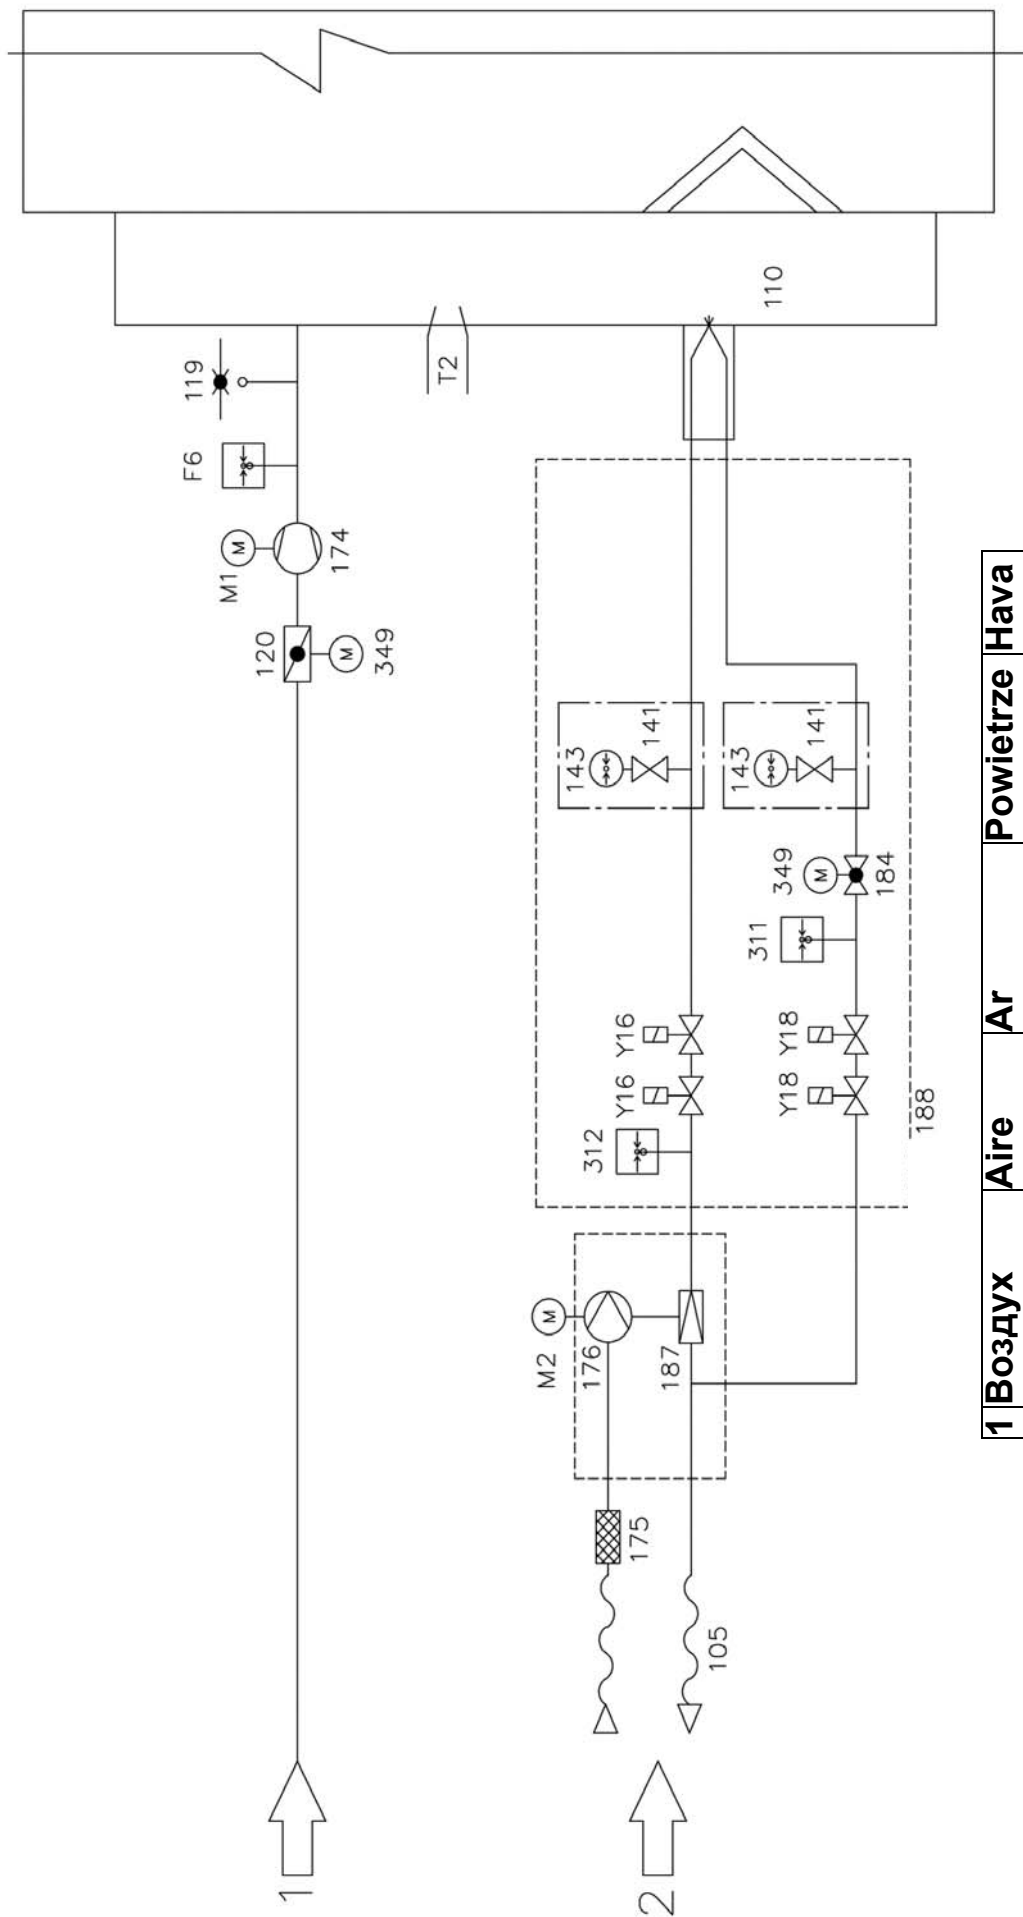 F6 119
M1 M
120
1
174
M
349
T2
M2 M
143
176 312
Y16 Y16
175
141
2
187
105
143
311
110
349
Y18 Y18
141
M
184
188
1 Воздух Aire Ar Powietrze Hava